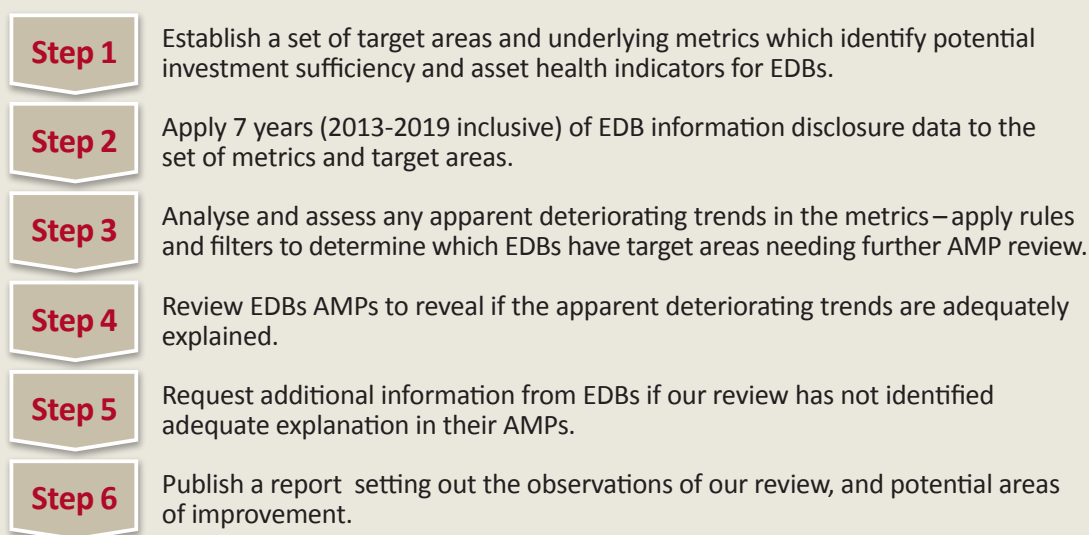 Step 1
Establish a set of target areas and underlying metrics which identify potential
investment sufficiency and asset health indicators for EDBs.
Step 2
Apply 7 years (2013-2019 inclusive) of EDB information disclosure data to the
set of metrics and target areas.
Step 3
Analyse and assess any apparent deteriorating trends in the metrics – apply rules
and filters to determine which EDBs have target areas needing further AMP review.
Step 4
Review EDBs AMPs to reveal if the apparent deteriorating trends are adequately
explained.
Step 5
Request additional information from EDBs if our review has not identified
adequate explanation in their AMPs.
Step 6
Publish a report setting out the observations of our review, and potential areas
of improvement.